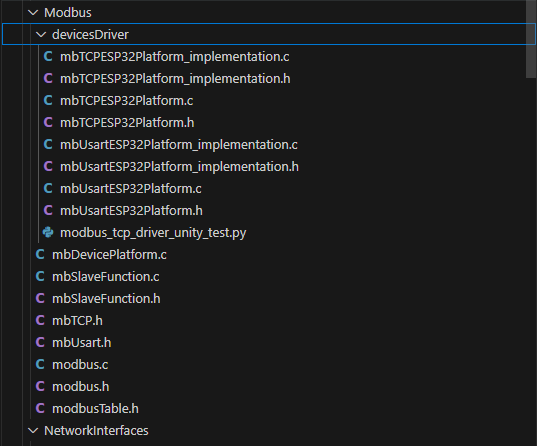 Modbus
devicesDriver
C mbTCPESP32Platform_implementation.c
C mbTCPESP32Platform_implementation.h
C mbTCPESP32Platform.c
C mbTCPESP32Platform.h
C mbUsartESP32Platform_implementation.c
C mbUsartESP32Platform_implementation.h
C mbUsartESP32Platform.c
C mbUsartESP32Platform.h
modbus_tcp_driver_unity_test.py
C mbDevicePlatform.c
C mbSlaveFunction.c
C mbSlaveFunction.h
C mbTCP.h
C mbUsart.h
C modbus.c
C modbus.h
C modbusTable.h
NetworkInterfaces